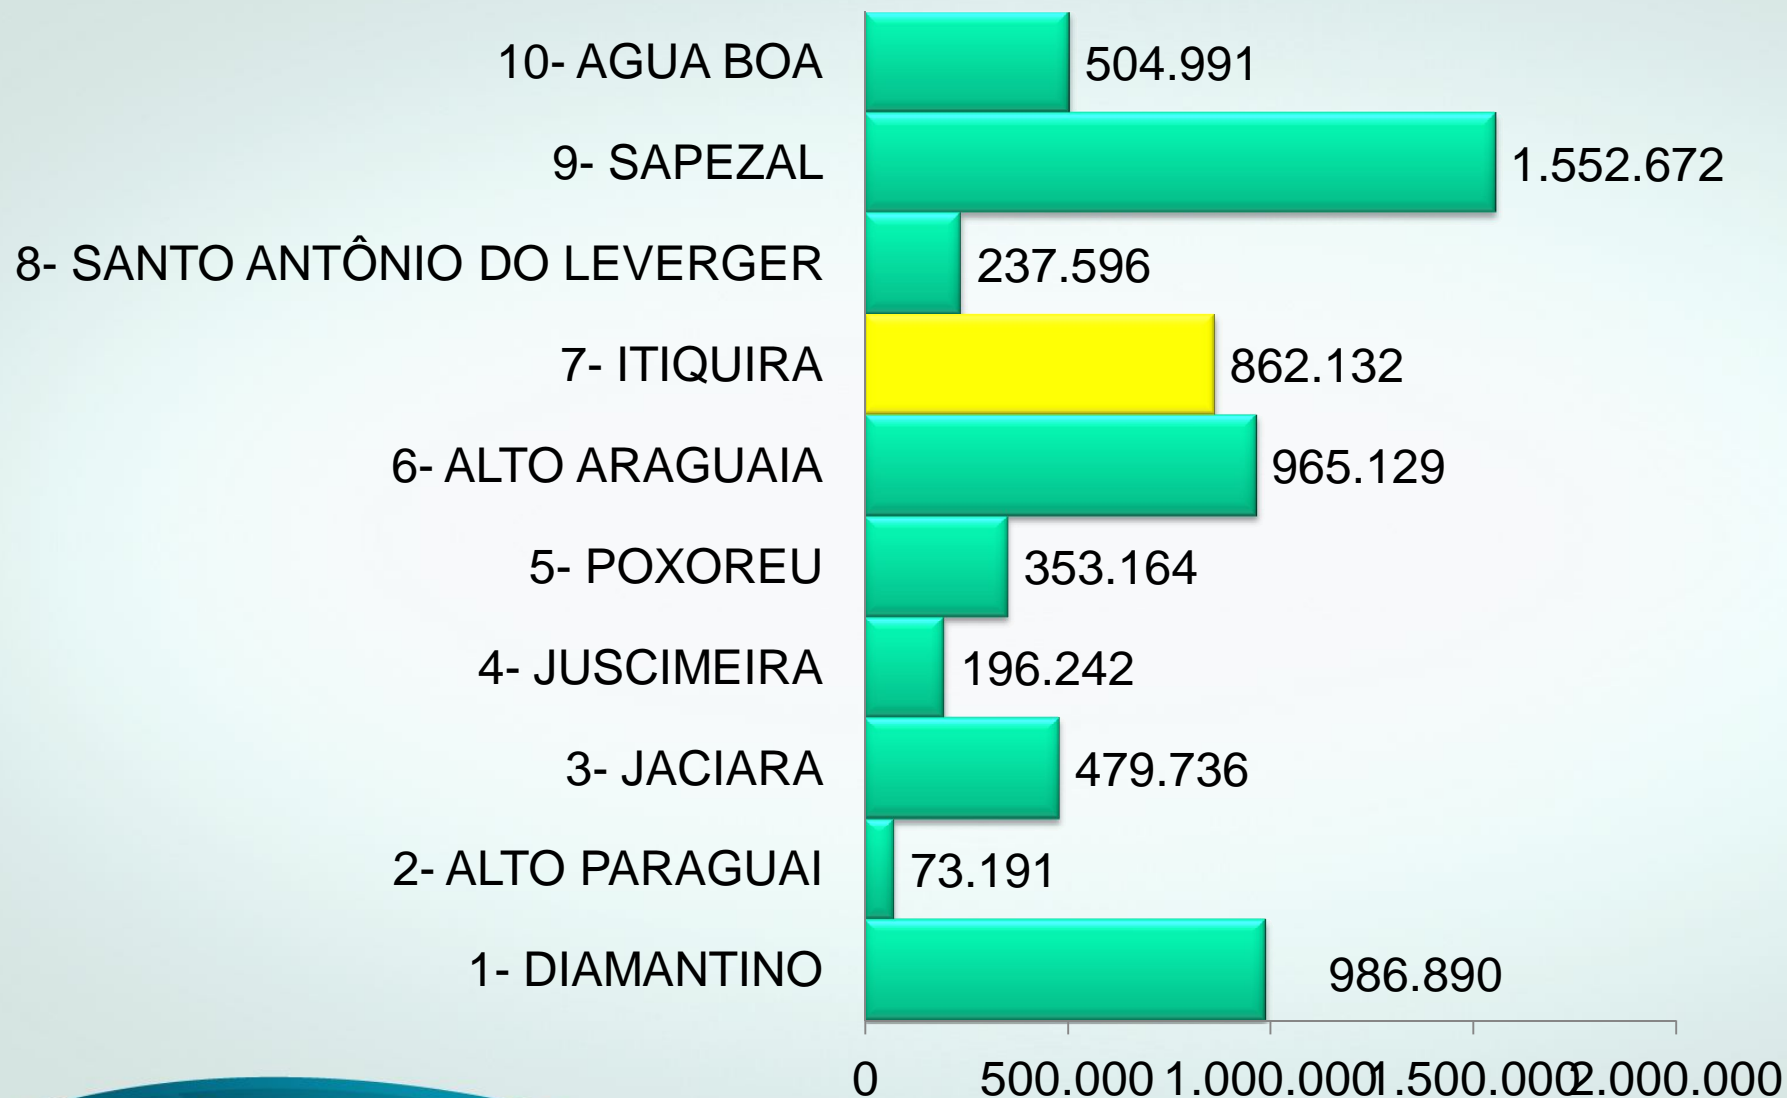 10- AGUA BOA 504.991
9- SAPEZAL 1.552.672
8- SANTO ANTÔNIO DO LEVERGER 237.596
7- ITIQUIRA 862.132
6- ALTO ARAGUAIA 965.129
5- POXOREU 353.164
4- JUSCIMEIRA 196.242
3- JACIARA 479.736
2- ALTO PARAGUAI 73.191
1- DIAMANTINO 986.890
0 500.000 1.000.000 1.500.000 2.000.000